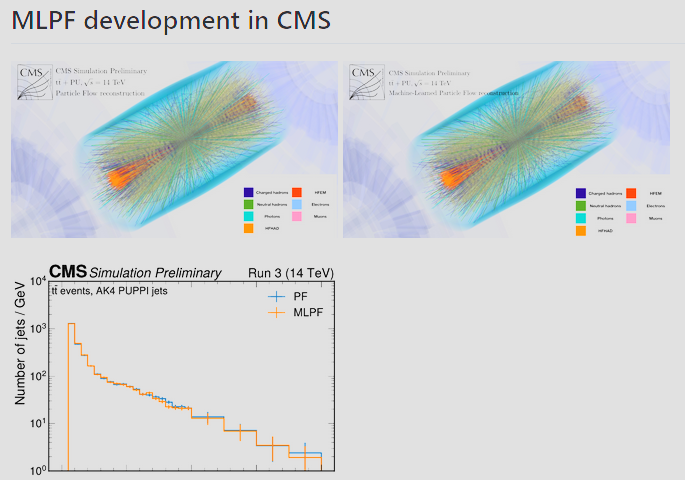 MLPF development in CMS
CMS
CMS Simulation Preliminary
tt̄ + PU, √s = 14 TeV
Particle Flow reconstruction
Charged hadrons
HFEM
Neutral hadrons
Electrons
Photons
Muons
HFHAD
CMS
CMS Simulation Preliminary
tt̄ + PU, √s = 14 TeV
Machine-Learned Particle Flow reconstruction
Charged hadrons
HFEM
Neutral hadrons
Electrons
Photons
Muons
HFHAD
CMS Simulation Preliminary Run 3 (14 TeV)
tt̄ events, AK4 PUPPI jets
PF
MLPF
Number of jets / GeV
10⁴
10³
10²
10¹
10⁰